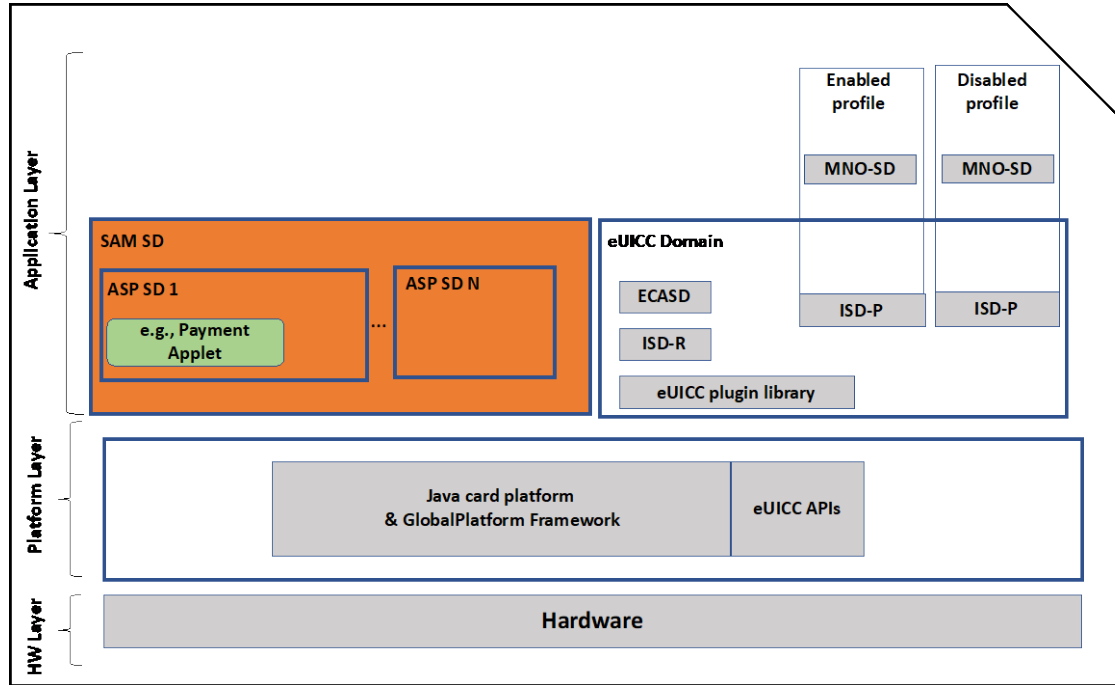 Application Layer
Enabled
profile
Disabled
profile
MNO-SD
MNO-SD
SAM SD
eUICC Domain
ASP SD 1
ASP SD N
...
e.g., Payment
Applet
ECASD
ISD-P
ISD-P
ISD-R
eUICC plugin library
Platform Layer
Java card platform
& GlobalPlatform Framework
eUICC APIs
HW Layer
Hardware